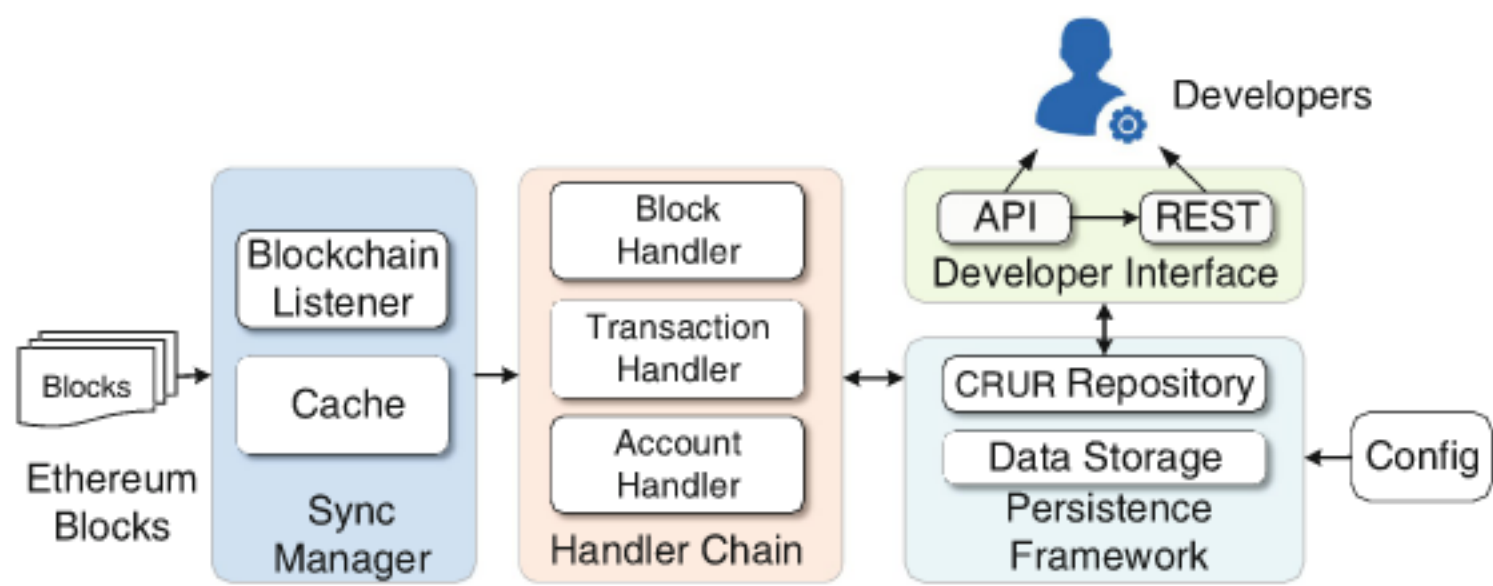 Developers
Blocks
Ethereum
Blocks
Blockchain
Listener
Cache
Sync
Manager
Block
Handler
Transaction
Handler
Account
Handler
Handler Chain
API
REST
Developer Interface
CRUR Repository
Data Storage
Persistence
Framework
Config